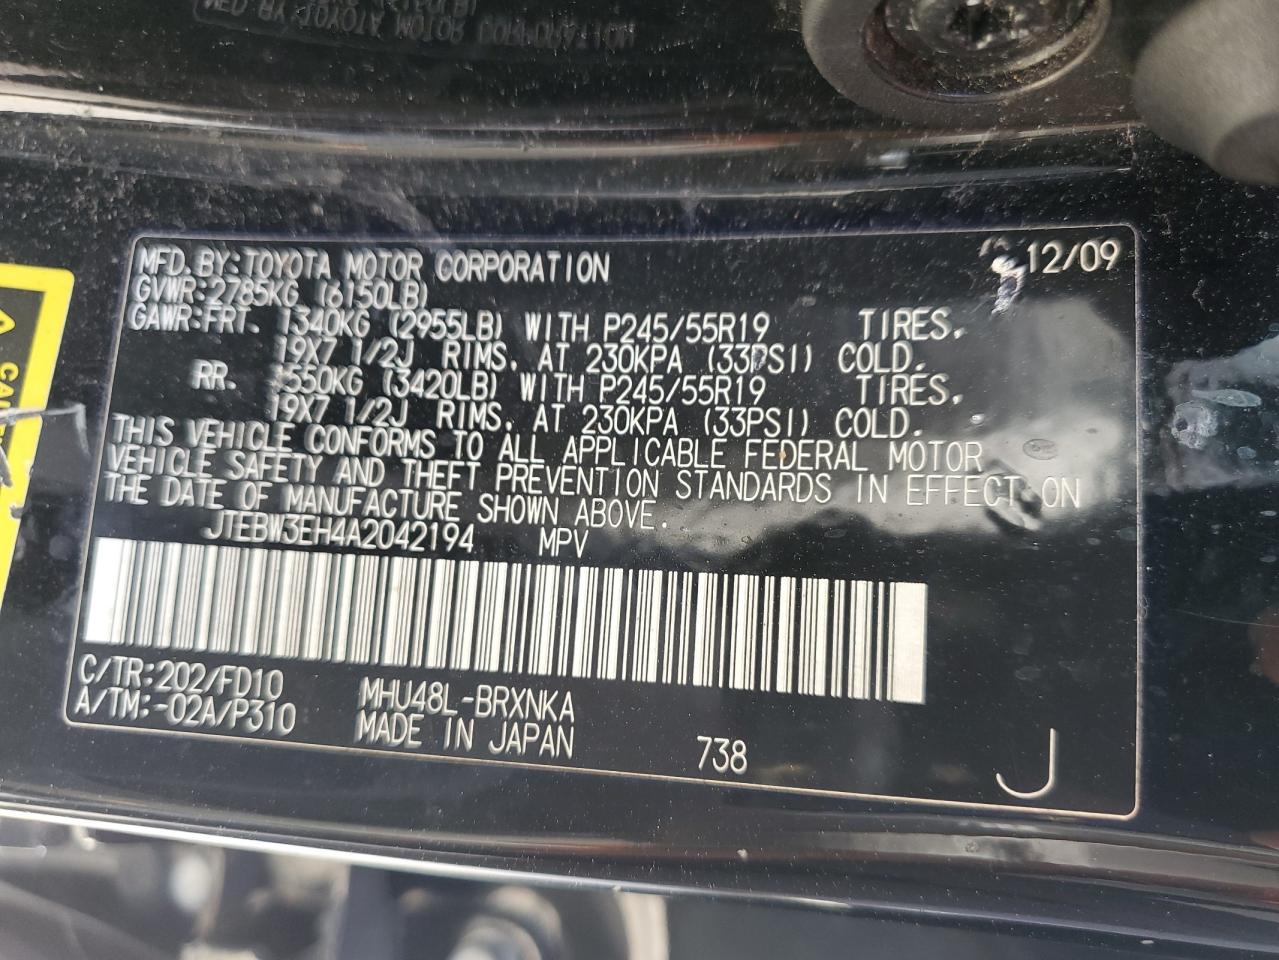 MFD. BY: TOYOTA MOTOR CORPORATION 12/09
GVWR: 2785KG (6150LB)
GAWR: FRT. 1340KG (2955LB) WITH P245/55R19 TIRES,
19X7 1/2J RIMS, AT 230KPA (33PSI) COLD.
RR. 1550KG (3420LB) WITH P245/55R19 TIRES,
19X7 1/2J RIMS, AT 230KPA (33PSI) COLD.
THIS VEHICLE CONFORMS TO ALL APPLICABLE FEDERAL MOTOR
VEHICLE SAFETY AND THEFT PREVENTION STANDARDS IN EFFECT ON
THE DATE OF MANUFACTURE SHOWN ABOVE.
JTEBW3EH4A2042194 MPV
C/TR: 202/FD10 MHU48L-BRXNKA
A/TM: -02A/P310 MADE IN JAPAN 738 J